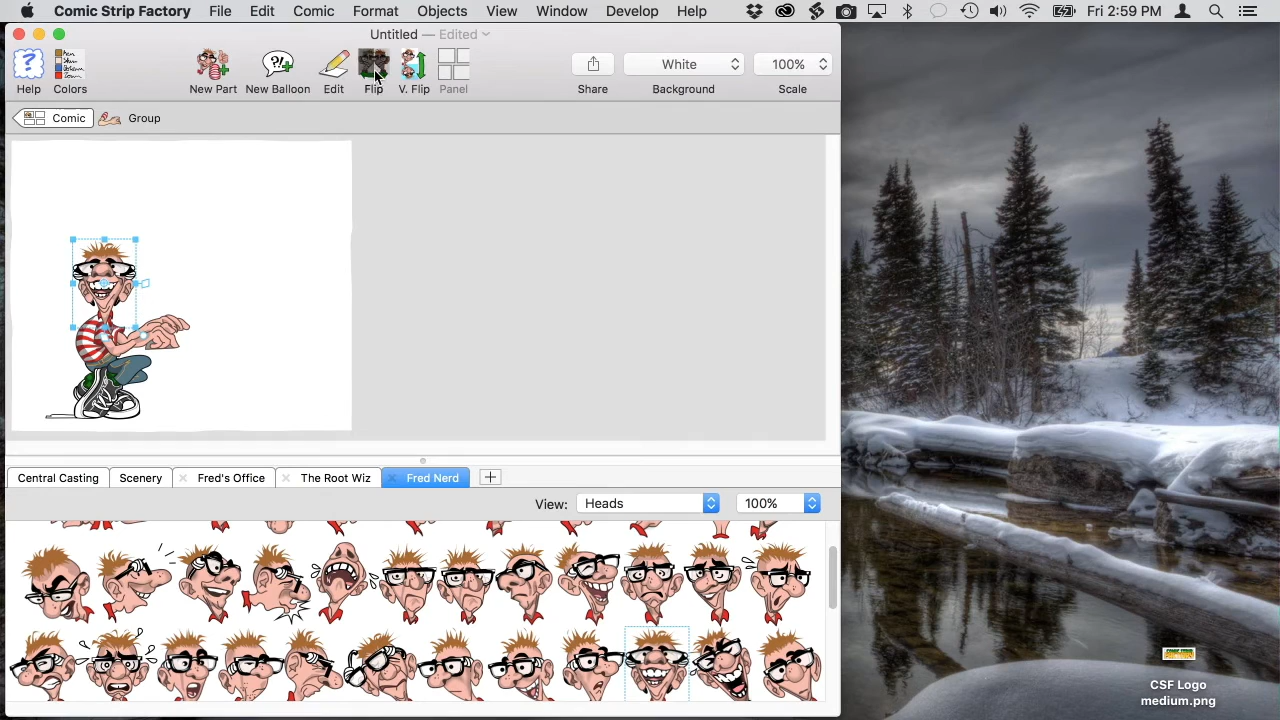 Comic Strip Factory File Edit Comic Format Objects View Window Develop Help Fri 2:59 PM
Untitled — Edited
White 100%
Help Colors New Part New Balloon Edit Flip V. Flip Panel Share Background Scale
Comic Group
Central Casting Scenery Fred's Office The Root Wiz Fred Nerd
View: Heads 100%
CSF Logo
medium.png